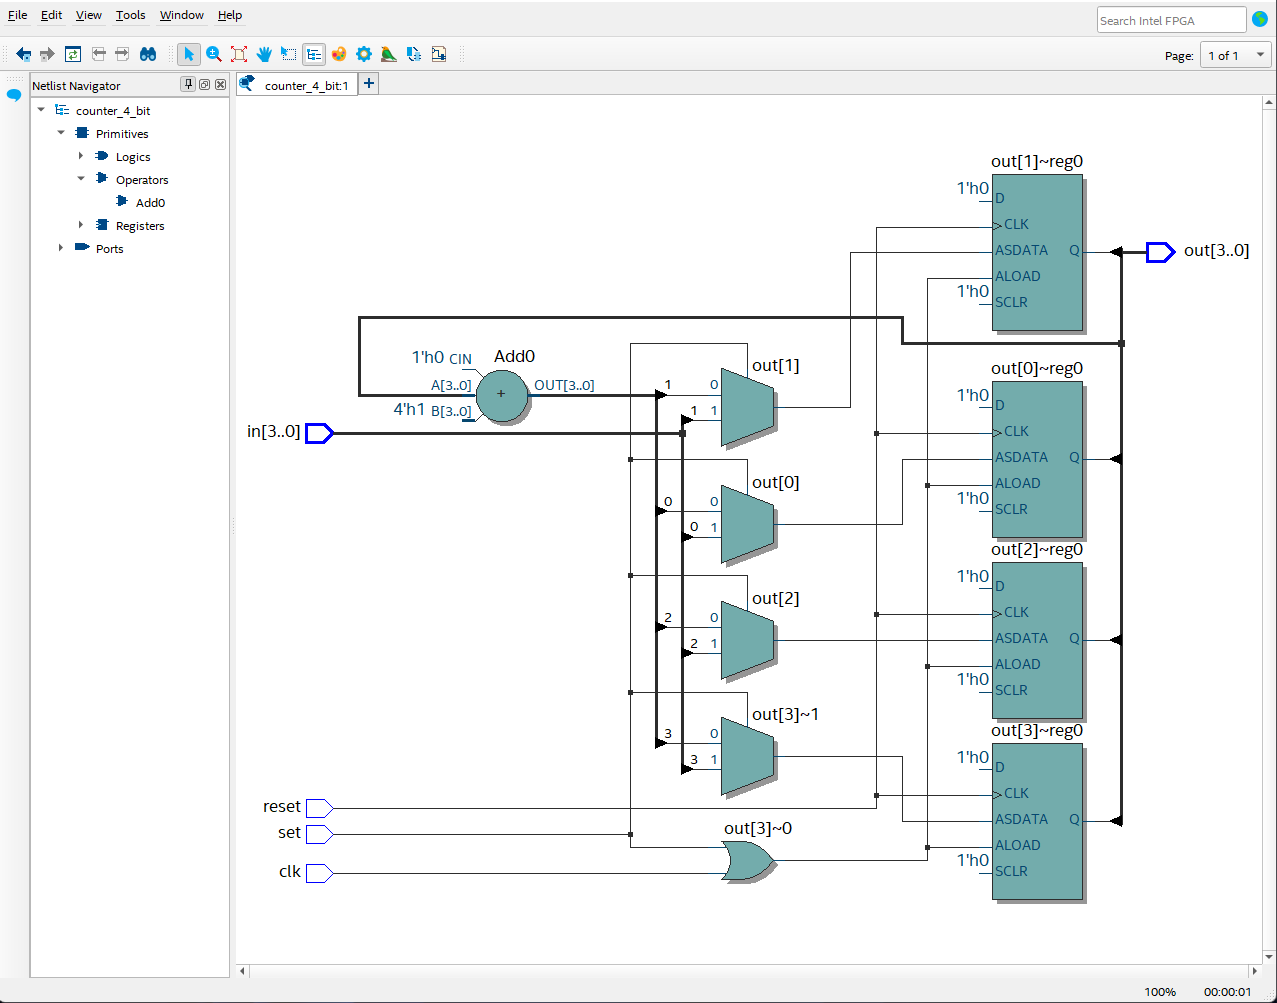 File Edit View Tools Window Help
Search Intel FPGA
Page: 1 of 1
Netlist Navigator
counter_4_bit:1
+
counter_4_bit
Primitives
Logics
Operators
Add0
Registers
Ports
out[1]~reg0
1'h0
D
CLK
ASDATA Q
ALOAD
1'h0
SCLR
out[3..0]
1'h0 CIN Add0
A[3..0] + OUT[3..0]
4'h1 B[3..0]
in[3..0]
out[1]
1 0
1 1
out[0]~reg0
1'h0
D
CLK
ASDATA Q
ALOAD
1'h0
SCLR
out[0]
0 0
0 1
out[2]~reg0
1'h0
D
CLK
ASDATA Q
ALOAD
1'h0
SCLR
out[2]
2 0
2 1
out[3]~reg0
1'h0
D
CLK
ASDATA Q
ALOAD
1'h0
SCLR
out[3]~1
3 0
3 1
reset
set
clk
out[3]~0
100% 00:00:01